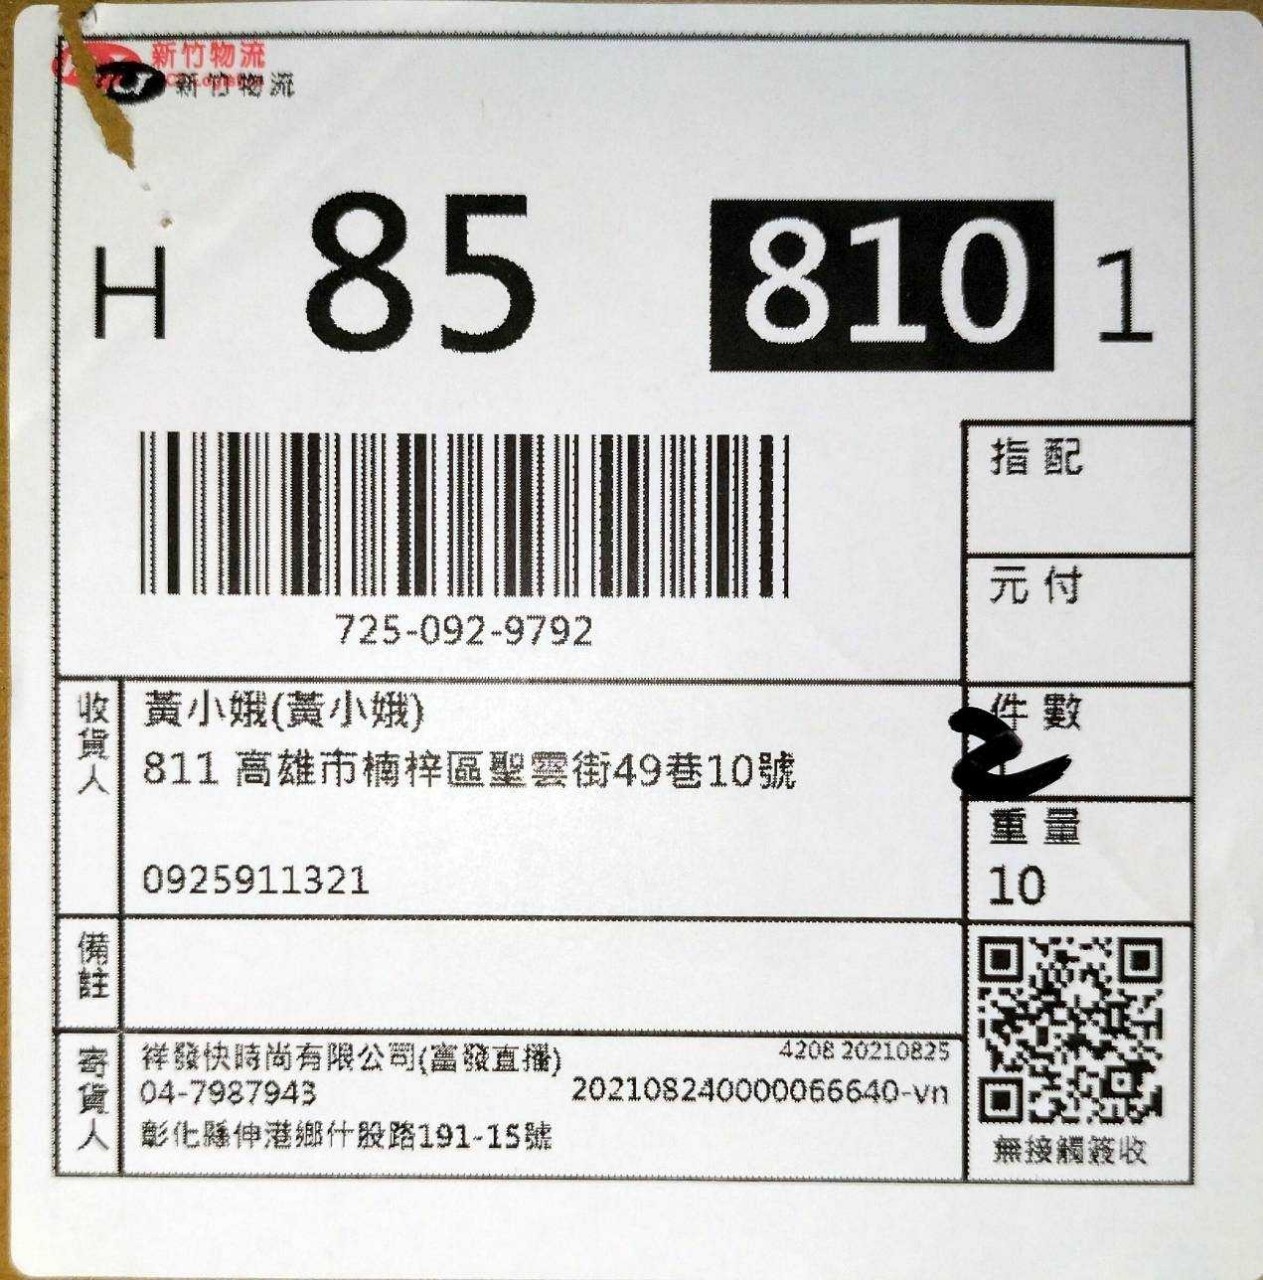 新竹物流
新竹物流
H 85 810 1
725-092-9792
指配
元付
件數
2
重量
10
收貨人
黃小娥(黃小娥)
811 高雄市楠梓區聖雲街49巷10號
0925911321
備註
寄貨人
祥發快時尚有限公司(富發直播)
4208 20210825
04-7987943
202108240000066640-vn
彰化縣伸港鄉什股路191-15號
無接觸簽收